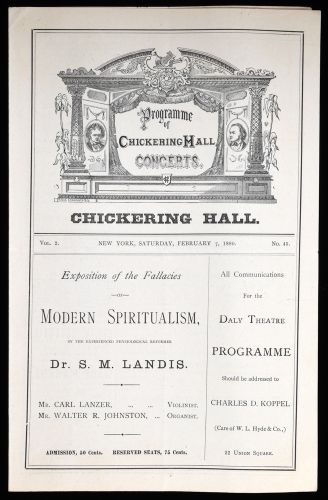 Programme
of
CHICKERING HALL
CONCERTS.
CHICKERING HALL.
VOL. 2. NEW YORK, SATURDAY, FEBRUARY 7, 1880. No. 45.
Exposition of the Fallacies
—OF—
MODERN SPIRITUALISM,
BY THE EXPERIENCED PHYSIOLOGICAL REFORMER
Dr. S. M. LANDIS.
MR. CARL LANZER, ... ... VIOLINIST.
MR. WALTER R. JOHNSTON, ... ORGANIST.
ADMISSION, 50 Cents. RESERVED SEATS, 75 Cents.
All Communications
For the
DALY THEATRE
PROGRAMME
Should be addressed to
CHARLES D. KOPPEL
(Care of W. L. Hyde & Co.,)
22 UNION SQUARE.